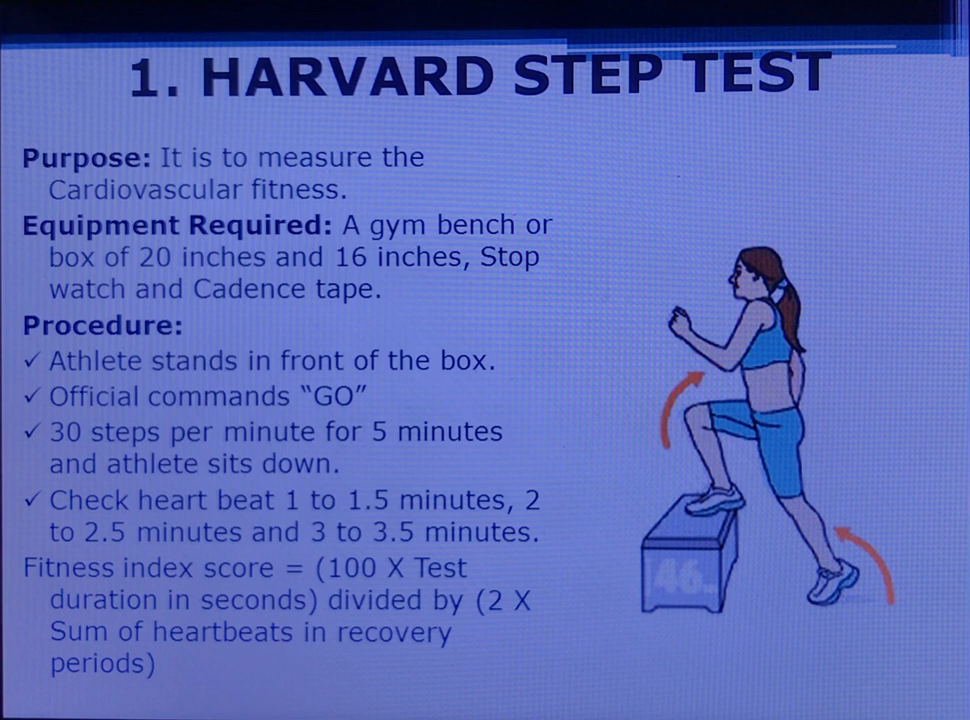 1. HARVARD STEP TEST
Purpose: It is to measure the
Cardiovascular fitness.
Equipment Required: A gym bench or
box of 20 inches and 16 inches, Stop
watch and Cadence tape.
Procedure:
✓ Athlete stands in front of the box.
✓ Official commands “GO”
✓ 30 steps per minute for 5 minutes
and athlete sits down.
✓ Check heart beat 1 to 1.5 minutes, 2
to 2.5 minutes and 3 to 3.5 minutes.
Fitness index score = (100 X Test
duration in seconds) divided by (2 X
Sum of heartbeats in recovery
periods)